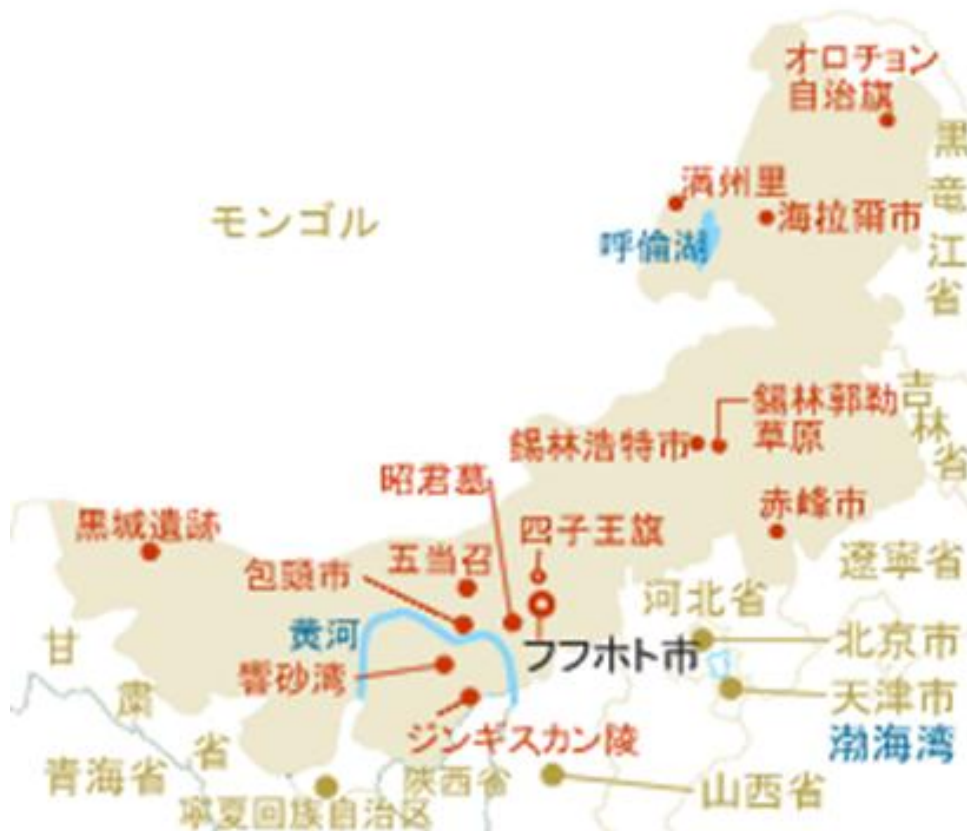 オロチョン
自治旗
黒竜江省
満州里
海拉爾市
モンゴル
呼倫湖
吉林省
錫林郭勒
草原
錫林浩特市
昭君墓
赤峰市
黒城遺跡
四子王旗
五当召
包頭市
遼寧省
河北省
黄河
北京市
フフホト市
響砂湾
天津市
甘粛省
ジンギスカン陵
渤海湾
青海省
陝西省
山西省
寧夏回族自治区